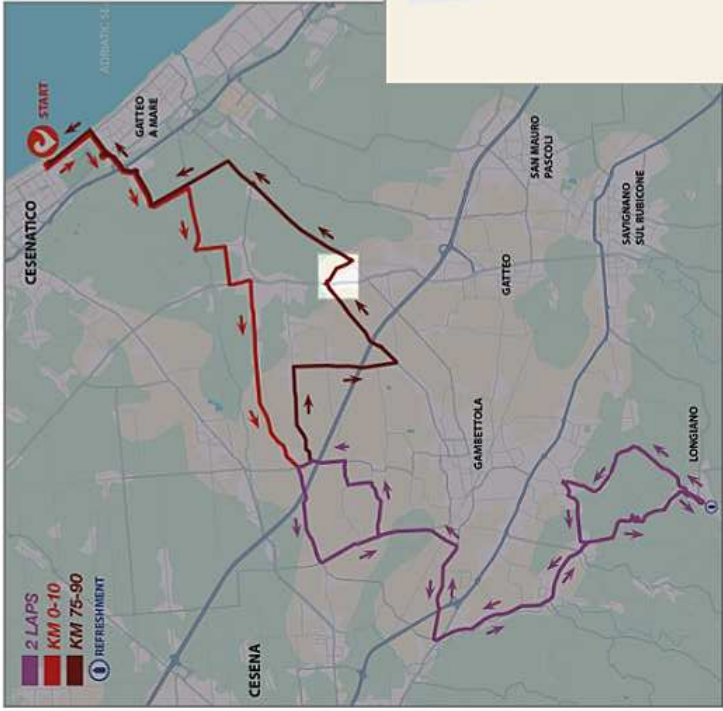 ADRIATIC SE
START
CESENATICO
GATTEO
A MARE
SAN MAURO
PASCOLI
SAVIGNANO
SUL RUBICONE
GATTEO
GAMBETTOLA
LONGIANO
CESENA
2 LAPS
KM 0-10
KM 75-90
REFRESHMENT